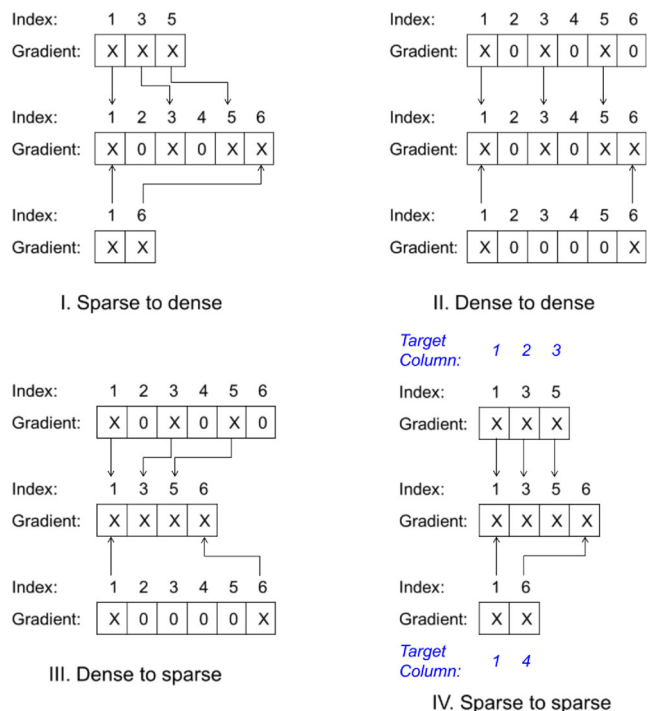 Index: 1 3 5
Gradient: X X X
Index: 1 2 3 4 5 6
Gradient: X 0 X 0 X X
Index: 1 6
Gradient: X X
I. Sparse to dense
Index: 1 2 3 4 5 6
Gradient: X 0 X 0 X 0
Index: 1 2 3 4 5 6
Gradient: X 0 X 0 X X
Index: 1 2 3 4 5 6
Gradient: X 0 0 0 0 X
II. Dense to dense
Index: 1 2 3 4 5 6
Gradient: X 0 X 0 X 0
Index: 1 3 5 6
Gradient: X X X X
Index: 1 2 3 4 5 6
Gradient: X 0 0 0 0 X
III. Dense to sparse
Target
Column: 1 2 3
Index: 1 3 5
Gradient: X X X
Index: 1 3 5 6
Gradient: X X X X
Index: 1 6
Gradient: X X
Target
Column: 1 4
IV. Sparse to sparse